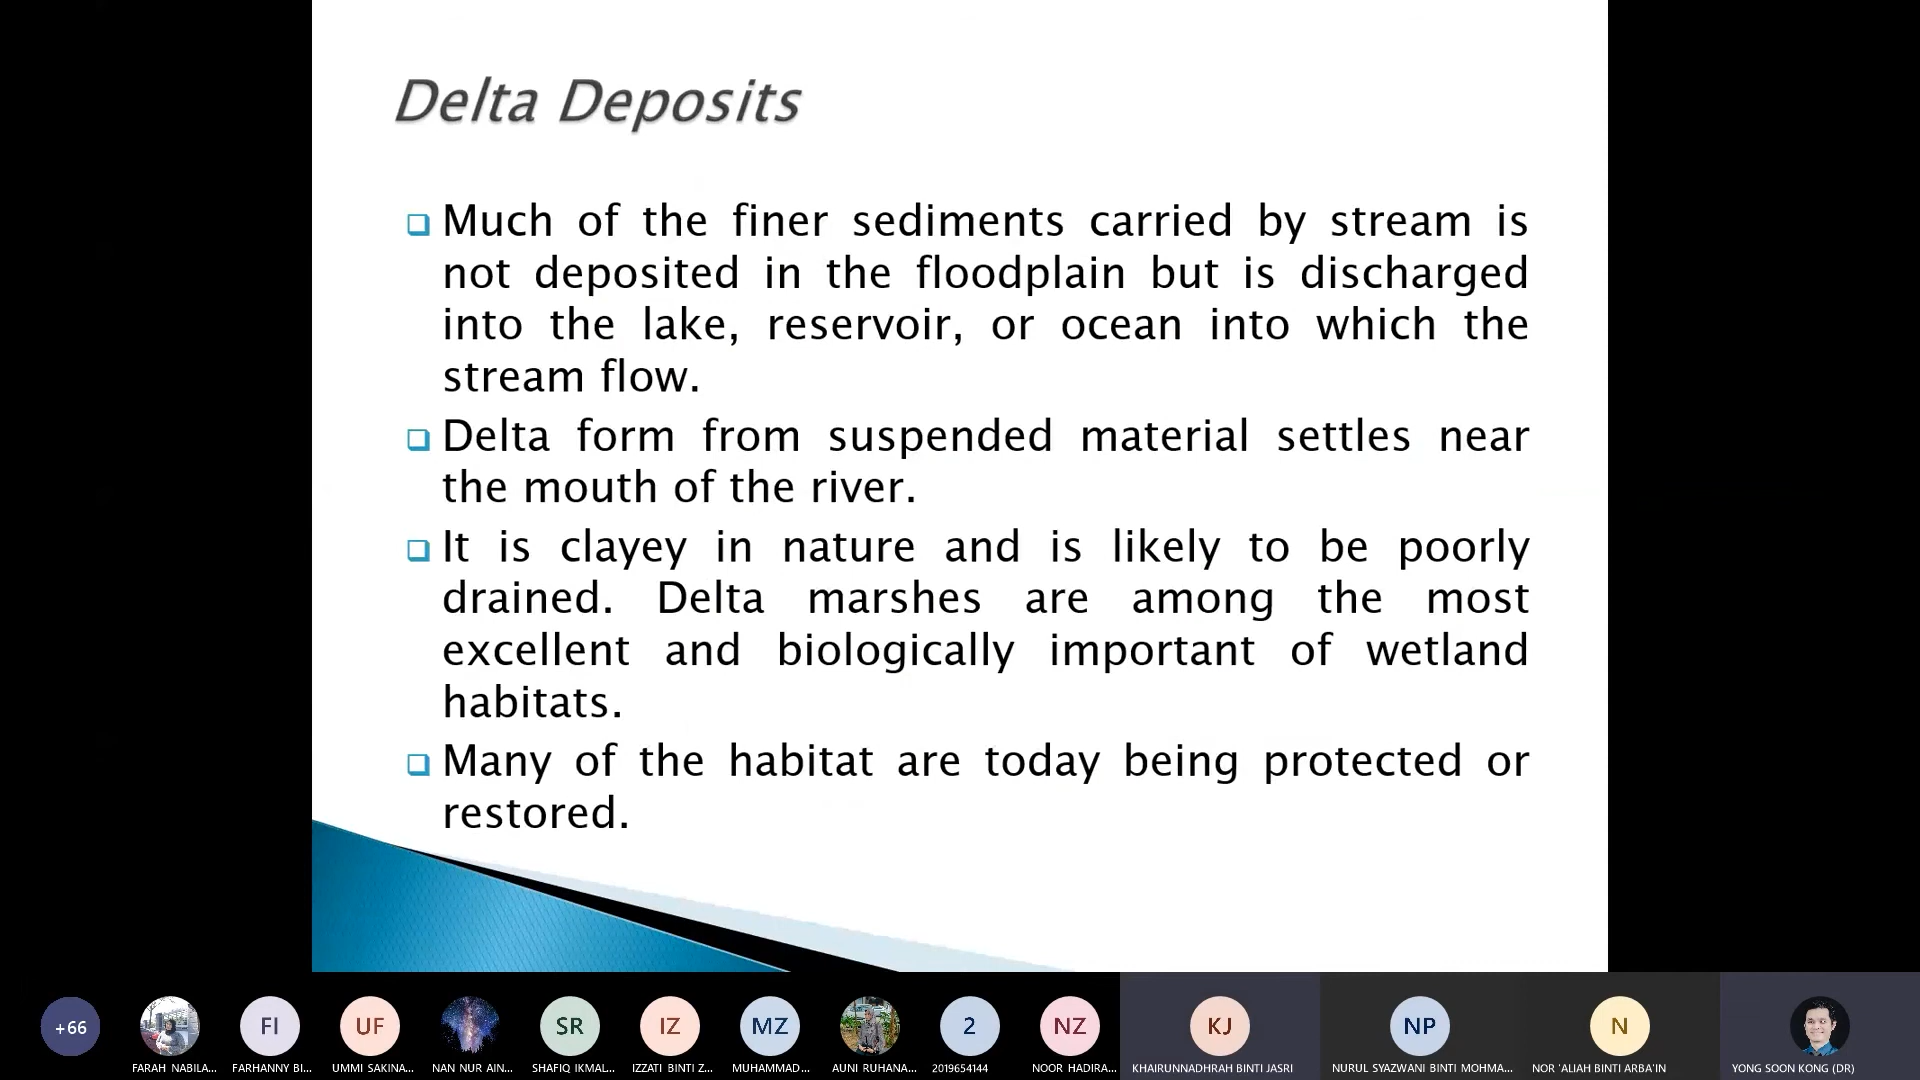 Delta Deposits
Much of the finer sediments carried by stream is
not deposited in the floodplain but is discharged
into the lake, reservoir, or ocean into which the
stream flow.
Delta form from suspended material settles near
the mouth of the river.
It is clayey in nature and is likely to be poorly
drained. Delta marshes are among the most
excellent and biologically important of wetland
habitats.
Many of the habitat are today being protected or
restored.
+66
FI
UF
SR
IZ
MZ
2
NZ
KJ
NP
N
FARAH NABILA...
FARHANNY BI...
UMMI SAKINA...
NAN NUR AIN...
SHAFIQ IKMAL...
IZZATI BINTI Z...
MUHAMMAD...
AUNI RUHANA...
2019654144
NOOR HADIRA...
KHAIRUNNADHRAH BINTI JASRI
NURUL SYAZWANI BINTI MOHMA...
NOR 'ALIAH BINTI ARBA'IN
YONG SOON KONG (DR)